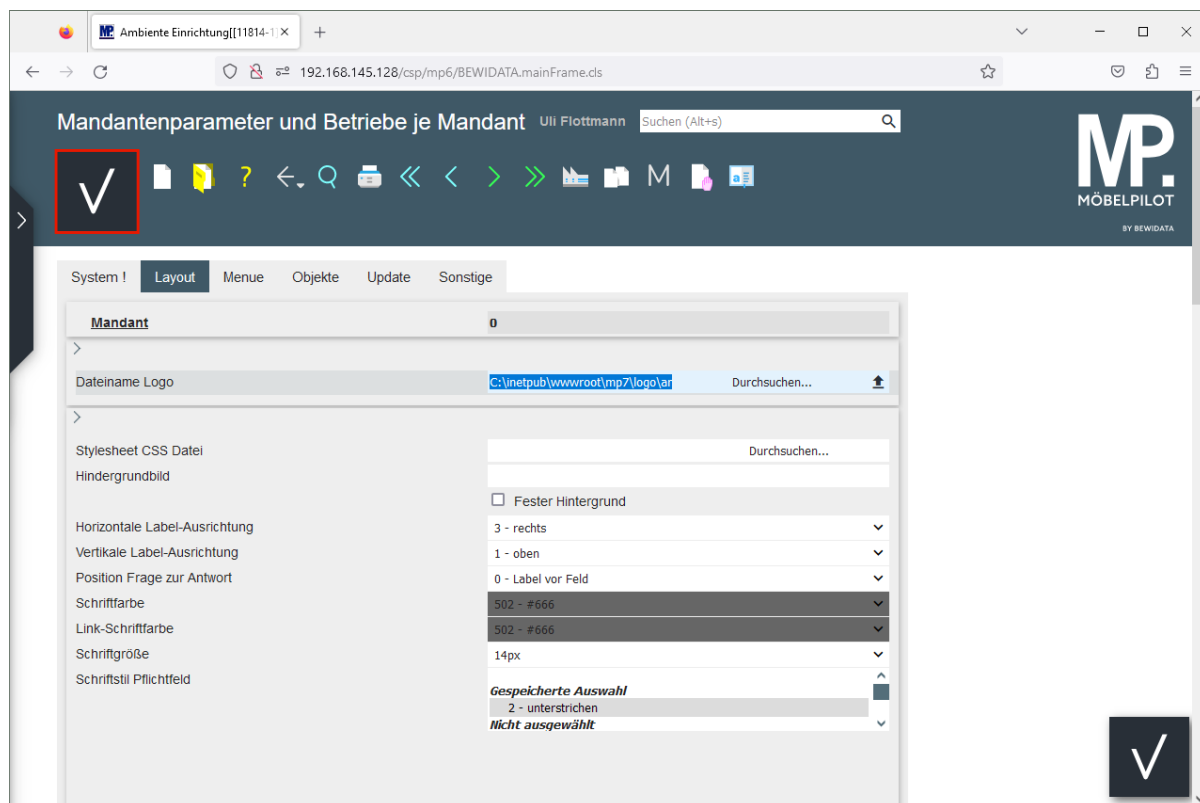 Ambiente Einrichtung[[11814-1]
192.168.145.128/csp/mp6/BEWIDATA.mainFrame.cls
Mandantenparameter und Betriebe je Mandant Uli Flottmann Suchen (Alt+s)
MP.
MÖBELPILOT
BY BEWIDATA
System ! Layout Menue Objekte Update Sonstige
Mandant 0
Dateiname Logo C:\inetpub\wwwroot\mp7\logo\ar Durchsuchen...
Stylesheet CSS Datei Durchsuchen...
Hindergrundbild
Fester Hintergrund
Horizontale Label-Ausrichtung 3 - rechts
Vertikale Label-Ausrichtung 1 - oben
Position Frage zur Antwort 0 - Label vor Feld
Schriftfarbe 502 - #666
Link-Schriftfarbe 502 - #666
Schriftgröße 14px
Schriftstil Pflichtfeld
Gespeicherte Auswahl
2 - unterstrichen
Nicht ausgewählt